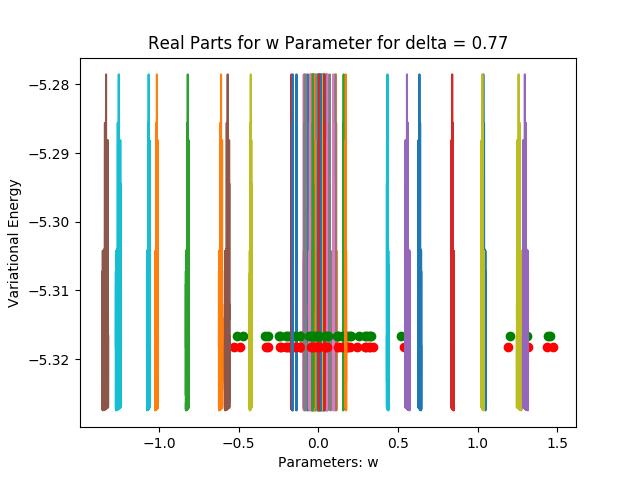 Real Parts for w Parameter for delta = 0.77
Variational Energy
−5.28
−5.29
−5.30
−5.31
−5.32
−1.0 −0.5 0.0 0.5 1.0 1.5
Parameters: w